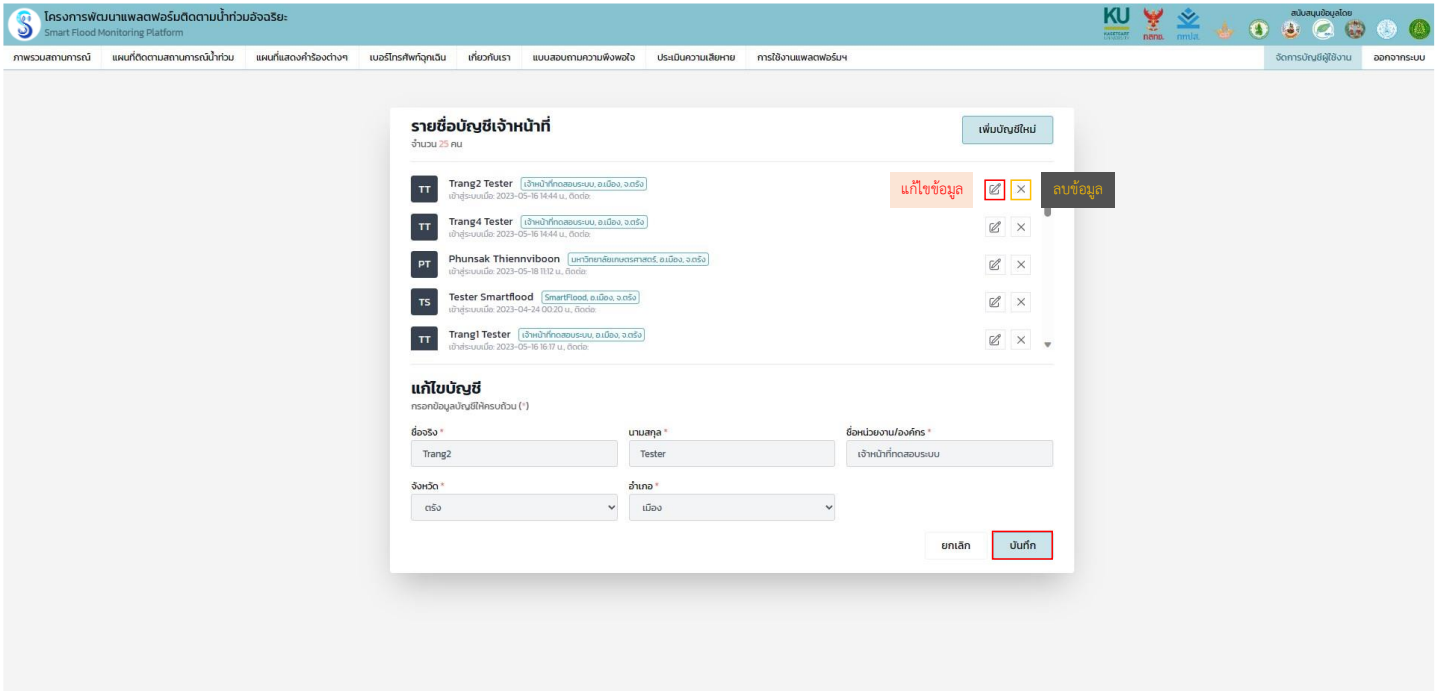 โครงการพัฒนาแพลตฟอร์มติดตามน้ำท่วมอัจฉริยะ
Smart Flood Monitoring Platform
KU
กสทช.
กทปส.
สนับสนุนข้อมูลโดย
ภาพรวมสถานการณ์ แผนที่ติดตามสถานการณ์น้ำท่วม แผนที่แสดงคำร้องต่างๆ เบอร์โทรศัพท์ฉุกเฉิน เกี่ยวกับเรา แบบสอบถามความพึงพอใจ ประเมินความเสียหาย การใช้งานแพลตฟอร์มฯ จัดการบัญชีผู้ใช้งาน ออกจากระบบ
รายชื่อบัญชีเจ้าหน้าที่
เพิ่มบัญชีใหม่
จำนวน 25 คน
TT Trang2 Tester เจ้าหน้าที่ทดสอบระบบ, อ.เมือง, จ.ตรัง
เข้าสู่ระบบเมื่อ: 2023-05-16 14:44 น., ติดต่อ:
แก้ไขข้อมูล ลบข้อมูล
TT Trang4 Tester เจ้าหน้าที่ทดสอบระบบ, อ.เมือง, จ.ตรัง
เข้าสู่ระบบเมื่อ: 2023-05-16 14:44 น., ติดต่อ:
PT Phunsak Thiennviboon มหาวิทยาลัยเกษตรศาสตร์, อ.เมือง, จ.ตรัง
เข้าสู่ระบบเมื่อ: 2023-05-18 11:12 น., ติดต่อ:
TS Tester Smartflood SmartFlood, อ.เมือง, จ.ตรัง
เข้าสู่ระบบเมื่อ: 2023-04-24 00:20 น., ติดต่อ:
TT Trang1 Tester เจ้าหน้าที่ทดสอบระบบ, อ.เมือง, จ.ตรัง
เข้าสู่ระบบเมื่อ: 2023-05-16 16:17 น., ติดต่อ:
แก้ไขบัญชี
กรอกข้อมูลบัญชีให้ครบถ้วน (*)
ชื่อจริง * นามสกุล * ชื่อหน่วยงาน/องค์กร *
Trang2 Tester เจ้าหน้าที่ทดสอบระบบ
จังหวัด * อำเภอ *
ตรัง เมือง
ยกเลิก บันทึก